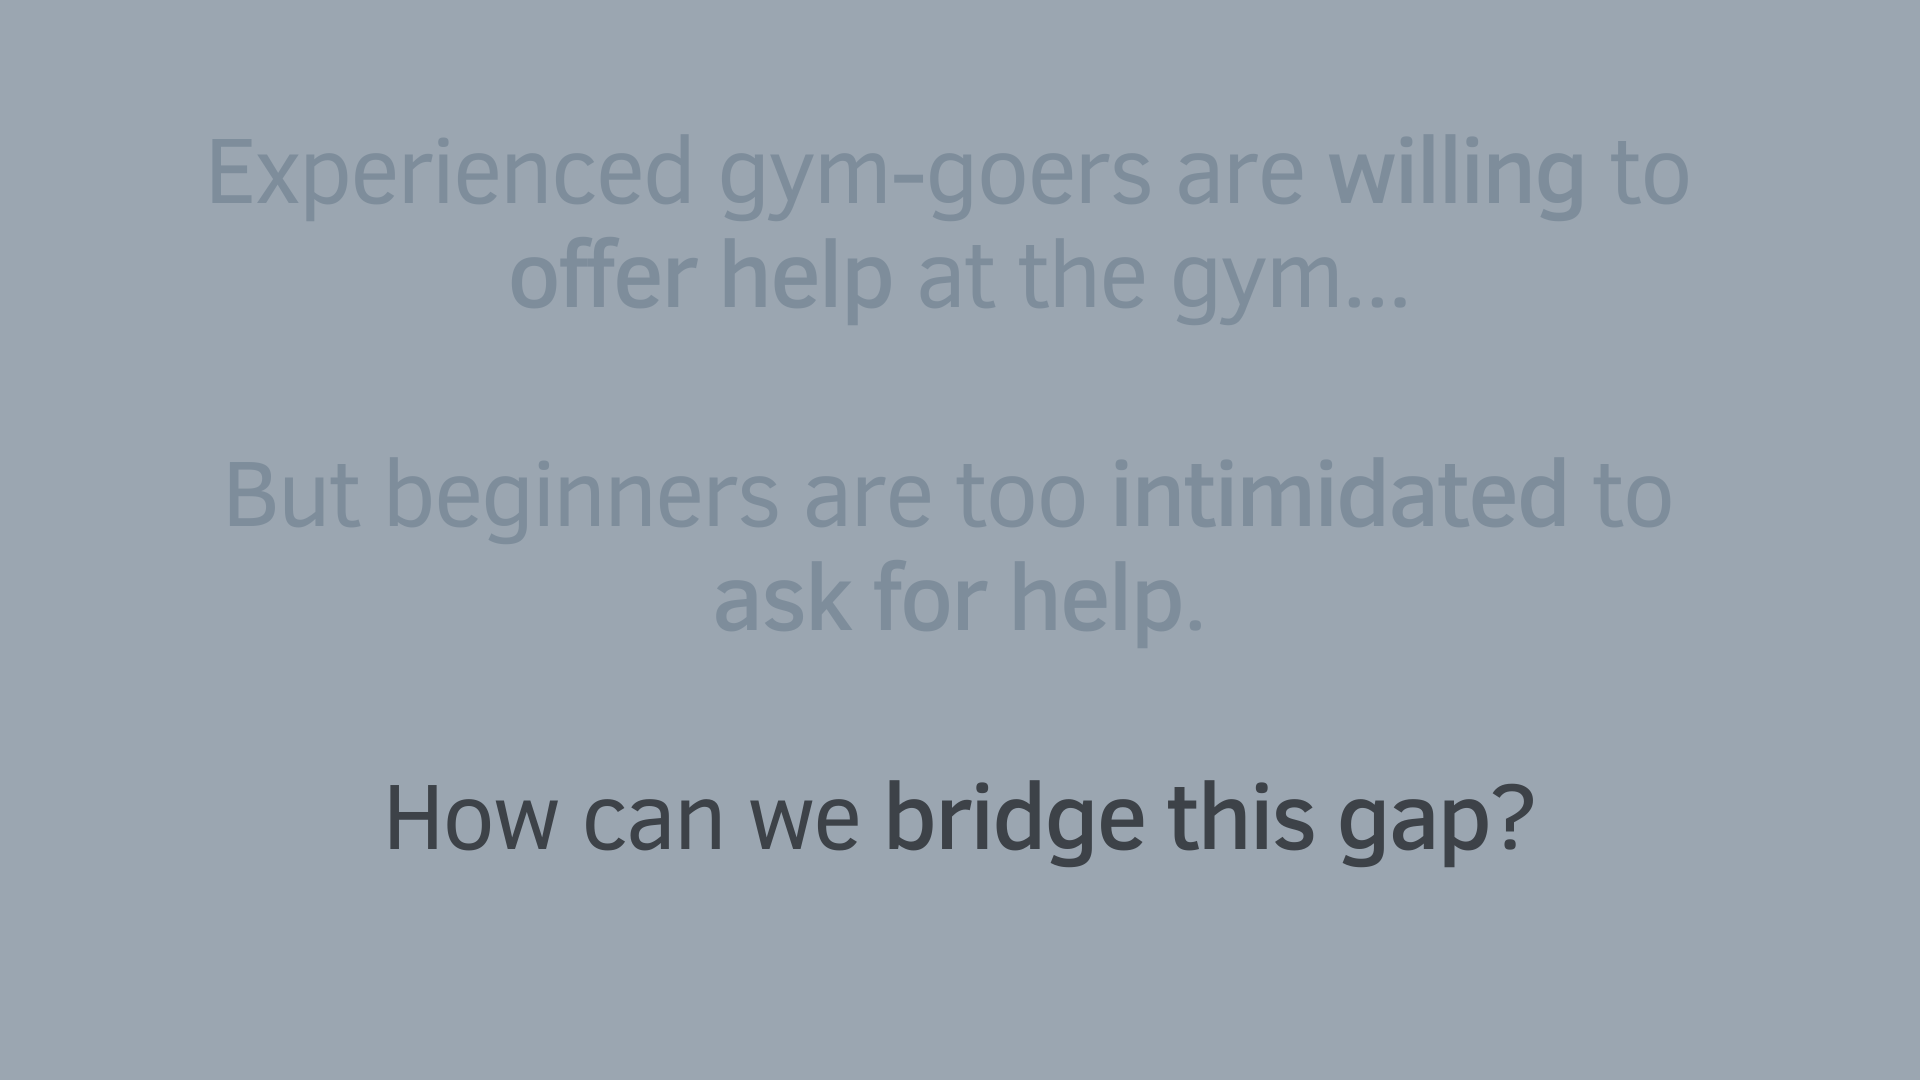 Experienced gym-goers are willing to
offer help at the gym...
But beginners are too intimidated to
ask for help.
How can we bridge this gap?